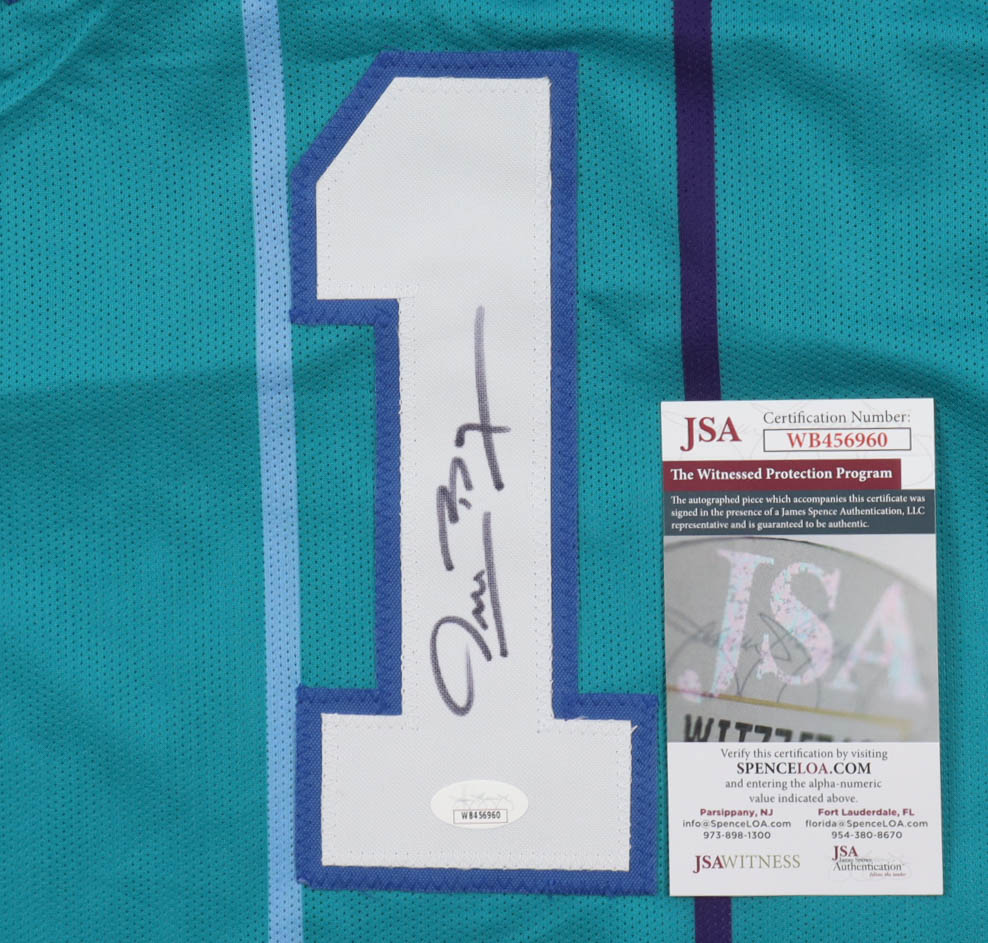 1
JSA
Certification Number:
WB456960
The Witnessed Protection Program
The autographed piece which accompanies this certificate was
signed in the presence of a James Spence Authentication, LLC
representative and is guaranteed to be authentic.
JSA
Verify this certification by visiting
SPENCELOA.COM
and entering the alpha-numeric
value indicated above.
Parsippany, NJ
info@SpenceLOA.com
973-898-1300
Fort Lauderdale, FL
florida@SpenceLOA.com
954-380-8670
JSAWITNESS
JSA
James Spence
Authentication
WB456960